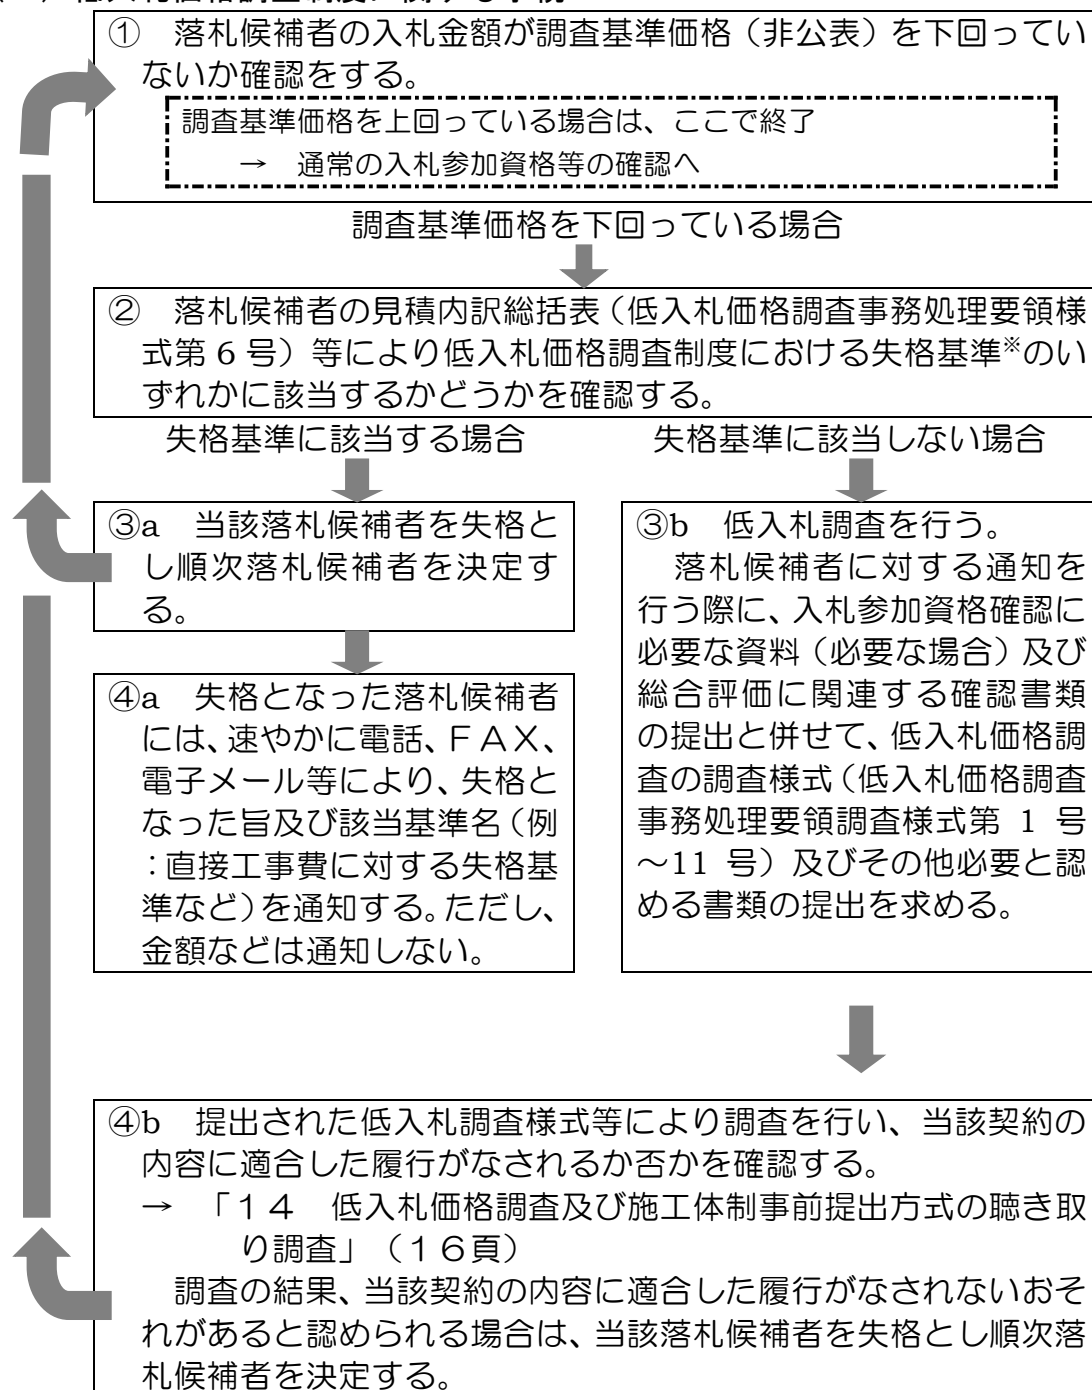 ① 落札候補者の入札金額が調査基準価格（非公表）を下回ってい
ないか確認をする。
調査基準価格を上回っている場合は、ここで終了
→ 通常の入札参加資格等の確認へ
調査基準価格を下回っている場合
② 落札候補者の見積内訳総括表（低入札価格調査事務処理要領様
式第６号）等により低入札価格調査制度における失格基準※のい
ずれかに該当するかどうかを確認する。
失格基準に該当する場合
失格基準に該当しない場合
③a 当該落札候補者を失格と
し順次落札候補者を決定す
る。
④a 失格となった落札候補者
には、速やかに電話、ＦＡＸ、
電子メール等により、失格と
なった旨及び該当基準名（例
：直接工事費に対する失格基
準など）を通知する。ただし、
金額などは通知しない。
③b 低入札調査を行う。
落札候補者に対する通知を
行う際に、入札参加資格確認に
必要な資料（必要な場合）及び
総合評価に関連する確認書類
の提出と併せて、低入札価格調
査の調査様式（低入札価格調査
事務処理要領調査様式第 1 号
～11 号）及びその他必要と認
める書類の提出を求める。
④b 提出された低入札調査様式等により調査を行い、当該契約の
内容に適合した履行がなされるか否かを確認する。
→ 「１４ 低入札価格調査及び施工体制事前提出方式の聴き取
り調査」（１６頁）
調査の結果、当該契約の内容に適合した履行がなされないおそ
れがあると認められる場合は、当該落札候補者を失格とし順次落
札候補者を決定する。